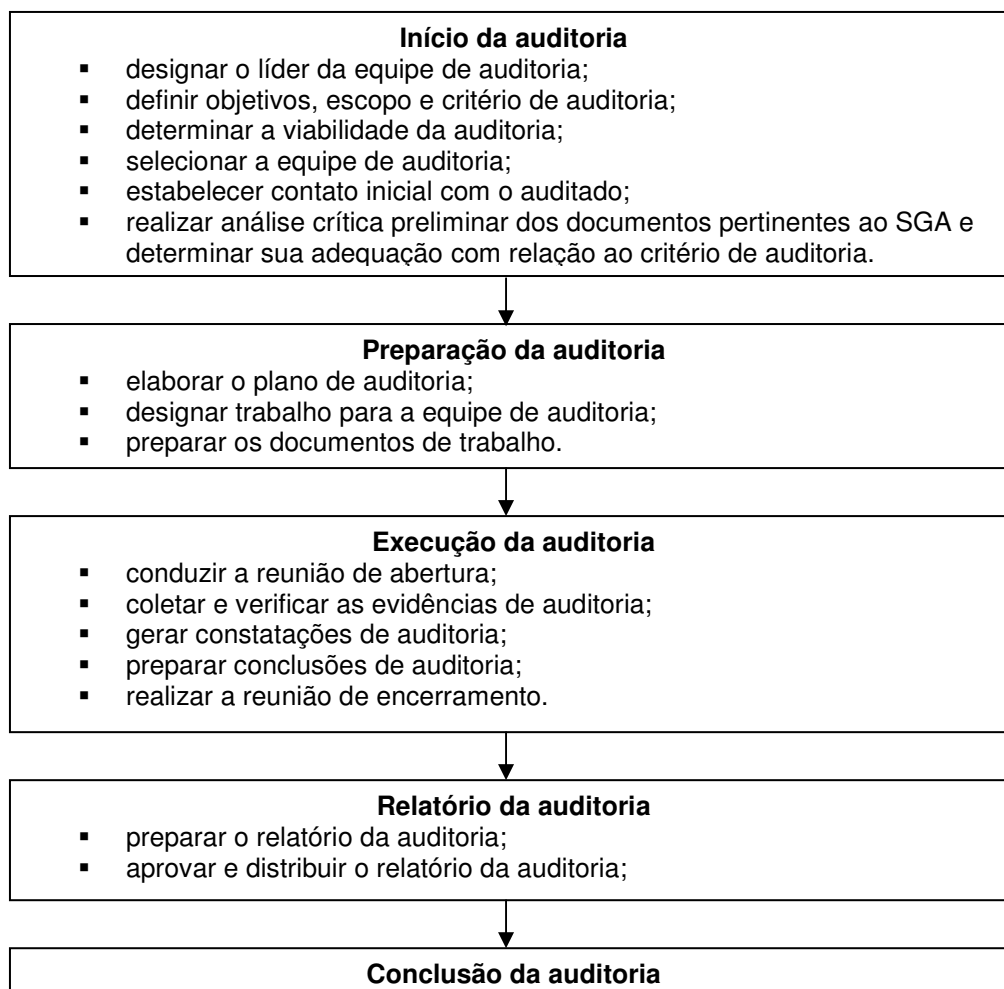 Início da auditoria
▪ designar o líder da equipe de auditoria;
▪ definir objetivos, escopo e critério de auditoria;
▪ determinar a viabilidade da auditoria;
▪ selecionar a equipe de auditoria;
▪ estabelecer contato inicial com o auditado;
▪ realizar análise crítica preliminar dos documentos pertinentes ao SGA e
determinar sua adequação com relação ao critério de auditoria.
Preparação da auditoria
▪ elaborar o plano de auditoria;
▪ designar trabalho para a equipe de auditoria;
▪ preparar os documentos de trabalho.
Execução da auditoria
▪ conduzir a reunião de abertura;
▪ coletar e verificar as evidências de auditoria;
▪ gerar constatações de auditoria;
▪ preparar conclusões de auditoria;
▪ realizar a reunião de encerramento.
Relatório da auditoria
▪ preparar o relatório da auditoria;
▪ aprovar e distribuir o relatório da auditoria;
Conclusão da auditoria